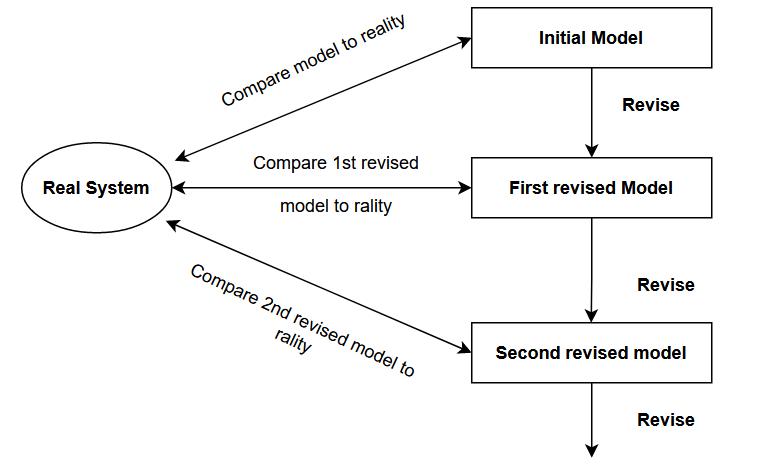 Initial Model
Compare model to reality
Revise
Compare 1st revised
model to rality
Real System
First revised Model
Compare 2nd revised model to
rality
Revise
Second revised model
Revise